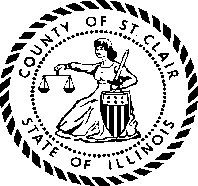 COUNTY OF ST. CLAIR
STATE OF ILLINOIS